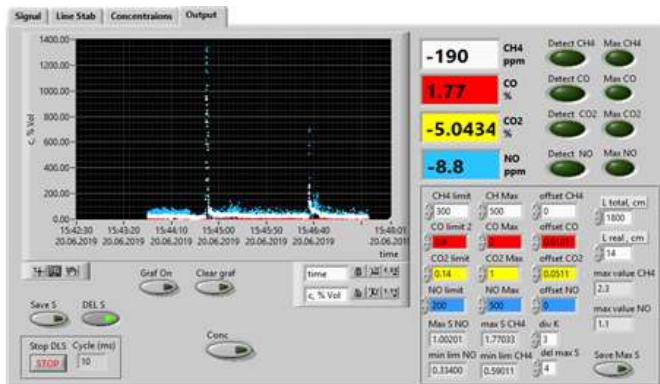 Signal Line Stab Concentraions Output
1400.00
1200.00
1000.00
800.00
600.00
400.00
200.00
0.00
c, % Vol
15:42:30 15:43:20 15:44:10 15:45:00 15:45:50 15:46:40 15:48:01
20.06.2019 20.06.2019 20.06.2019 20.06.2019 20.06.2019 20.06.2019 20.06.2019
time
Graf On Clear graf
time
c, % Vol
Save S DEL S
Conc
Stop DLS Cycle (ms)
STOP 10
-190 CH4 ppm Detect CH4 Max CH4
1.77 CO % Detect CO Max CO
-5.0434 CO2 % Detect CO2 Max CO2
-8.8 NO ppm Detect NO Max NO
CH4 limit CH Max offset CH4
300 500 0
L total, cm
1800
CO limit 2 CO Max offset CO
L real, cm
14
CO2 limit CO2 Max offset CO2
0.14 1 0.0511
max value CH4
2.3
NO limit NO Max offset NO
200 500 0
max value NO
1.1
Max S NO max S CH4 div K
1.00201 1.77033 3
min lim NO min lim CH4 del max S
0.33400 0.59011 4
Save Max S